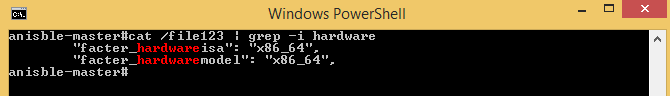 Windows PowerShell
anisble-master#cat /file123 | grep -i hardware
"facter_hardwareisa": "x86_64",
"facter_hardwaremodel": "x86_64",
anisble-master#